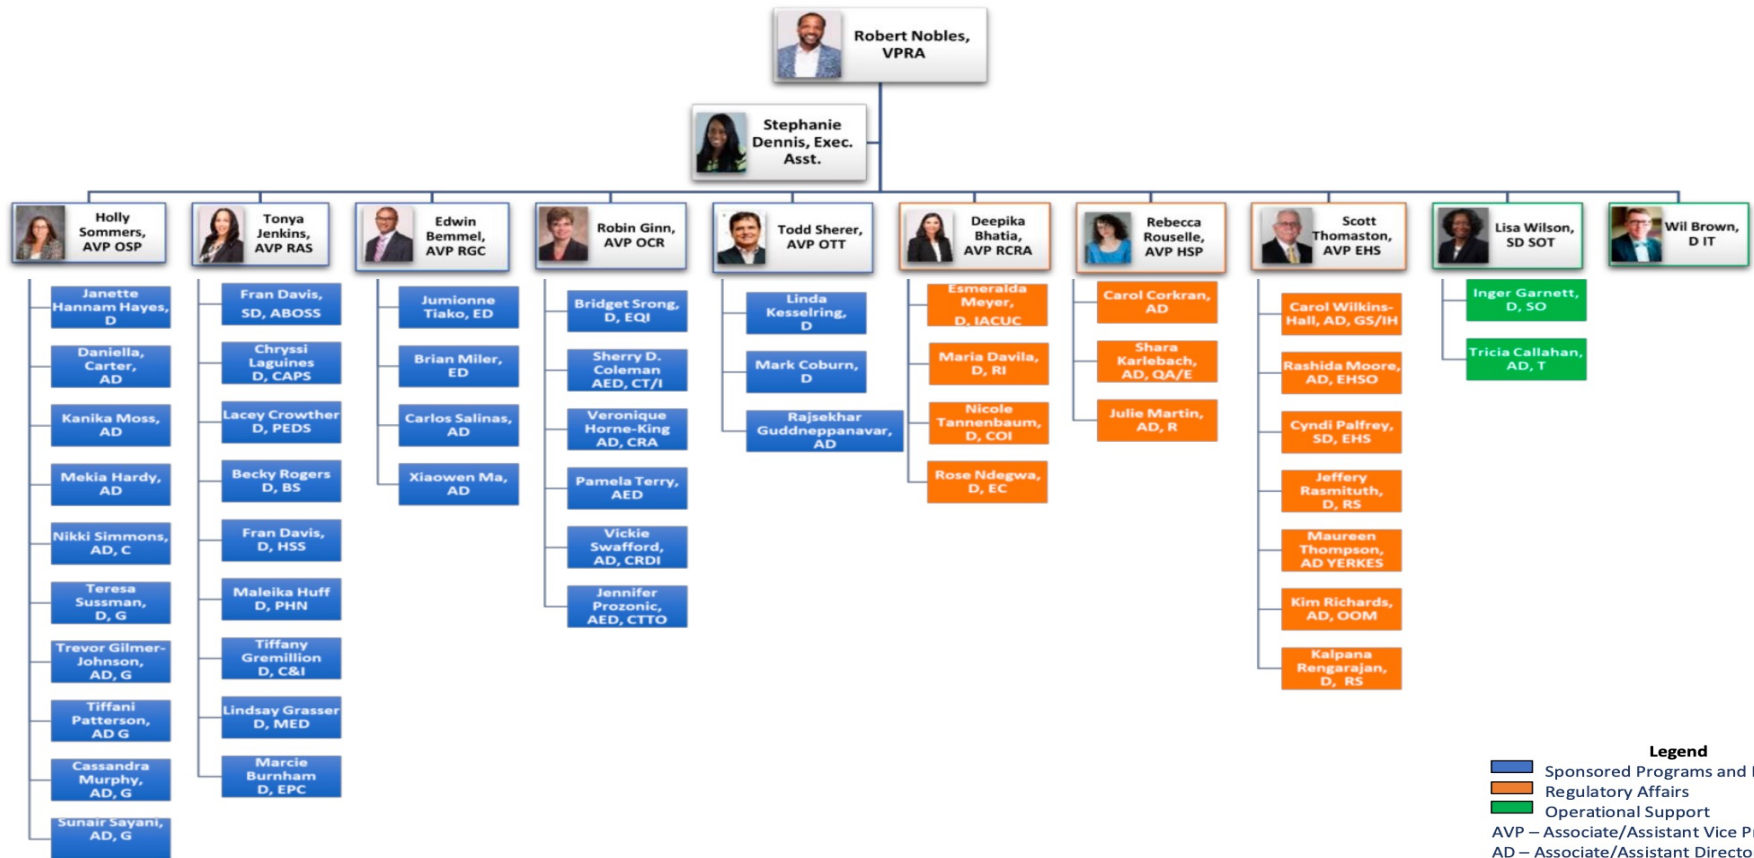 Robert Nobles,
VPRA
Stephanie
Dennis, Exec.
Asst.
Holly
Sommers,
AVP OSP
Tonya
Jenkins,
AVP RAS
Edwin
Bemmel,
AVP RGC
Robin Ginn,
AVP OCR
Todd Sherer,
AVP OTT
Deepika
Bhatia,
AVP RCRA
Rebecca
Rouselle,
AVP HSP
Scott
Thomaston,
AVP EHS
Lisa Wilson,
SD SOT
Wil Brown,
D IT
Janette
Hannam Hayes,
D
Daniella,
Carter,
AD
Kanika Moss,
AD
Mekia Hardy,
AD
Nikki Simmons,
AD, C
Teresa
Sussman,
D, G
Trevor Gilmer-
Johnson,
AD, G
Tiffani
Patterson,
AD G
Cassandra
Murphy,
AD, G
Sunair Sayani,
AD, G
Fran Davis,
SD, ABOSS
Chryssi
Laguines
D, CAPS
Lacey Crowther
D, PEDS
Becky Rogers
D, BS
Fran Davis,
D, HSS
Maleika Huff
D, PHN
Tiffany
Gremillion
D, C&I
Lindsay Grasser
D, MED
Marcie
Burnham
D, EPC
Jumionne
Tiako, ED
Brian Miler,
ED
Carlos Salinas,
AD
Xiaowen Ma,
AD
Bridget Srong,
D, EQI
Sherry D.
Coleman
AED, CT/I
Veronique
Horne-King
AD, CRA
Pamela Terry,
AED
Vickie
Swafford,
AD, CRDI
Jennifer
Prozonic,
AED, CTTO
Linda
Kesselring,
D
Mark Coburn,
D
Rajsekhar
Guddneppanavar,
AD
Esmeralda
Meyer,
D, IACUC
Maria Davila,
D, RI
Nicole
Tannenbaum,
D, COI
Rose Ndegwa,
D, EC
Carol Corkran,
AD
Shara
Karlebach,
AD, QA/E
Julie Martin,
AD, R
Carol Wilkins-
Hall, AD, GS/IH
Rashida Moore,
AD, EHSO
Cyndi Palfrey,
SD, EHS
Jeffery
Rasmituth,
D, RS
Maureen
Thompson,
AD YERKES
Kim Richards,
AD, OOM
Kalpana
Rengarajan,
D, RS
Inger Garnett,
D, SO
Tricia Callahan,
AD, T
Legend
Sponsored Programs and
Regulatory Affairs
Operational Support
AVP – Associate/Assistant Vice
AD – Associate/Assistant Directo